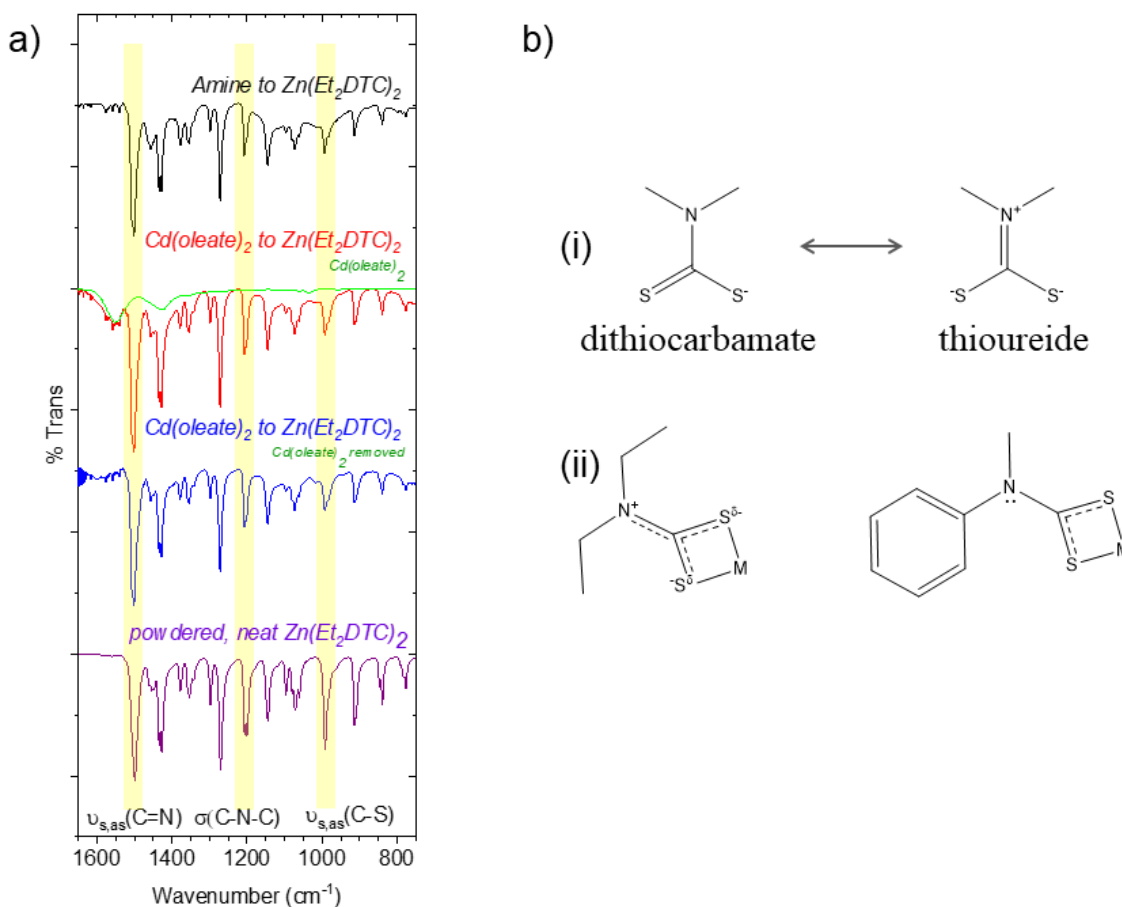 a)
Amine to Zn(Et₂DTC)₂
Cd(oleate)₂ to Zn(Et₂DTC)₂
Cd(oleate)₂
Cd(oleate)₂ to Zn(Et₂DTC)₂
Cd(oleate)₂ removed
powdered, neat Zn(Et₂DTC)₂
% Trans
υs,as(C=N) σ(C-N-C) υs,as(C-S)
1600 1400 1200 1000 800
Wavenumber (cm⁻¹)
b)
(i)
N N⁺
S S⁻ ⁻S S⁻
dithiocarbamate thioureide
(ii)
N⁺ Sδ⁻ ⁻Sδ M
N S S M